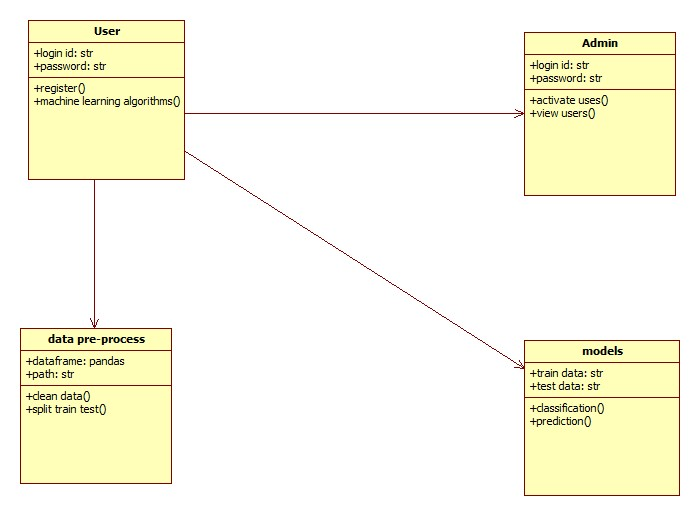 User
+login id: str
+password: str
+register()
+machine learning algorithms()
Admin
+login id: str
+password: str
+activate uses()
+view users()
data pre-process
+dataframe: pandas
+path: str
+clean data()
+split train test()
models
+train data: str
+test data: str
+classification()
+prediction()